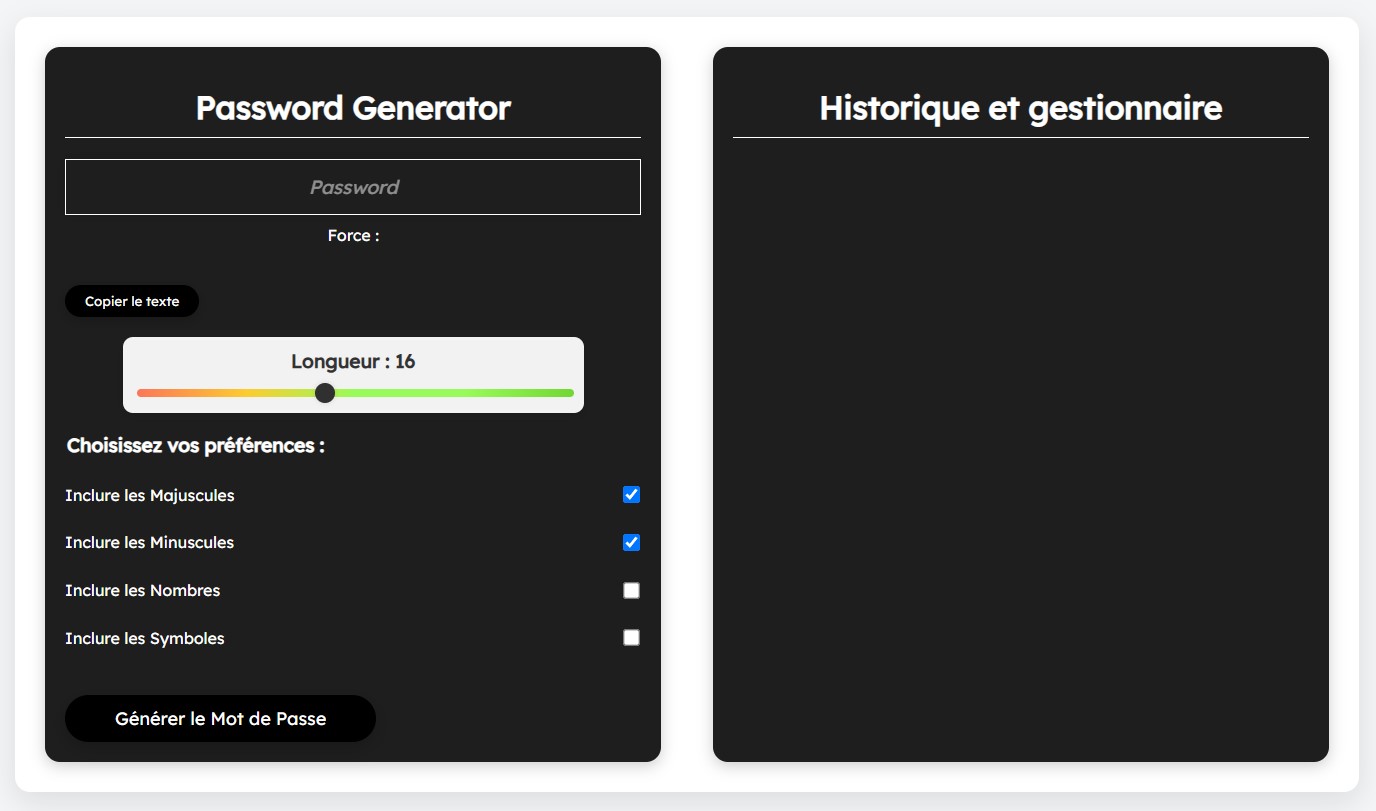 Password Generator
Password
Force :
Copier le texte
Longueur : 16
Choisissez vos préférences :
Inclure les Majuscules
Inclure les Minuscules
Inclure les Nombres
Inclure les Symboles
Générer le Mot de Passe
Historique et gestionnaire